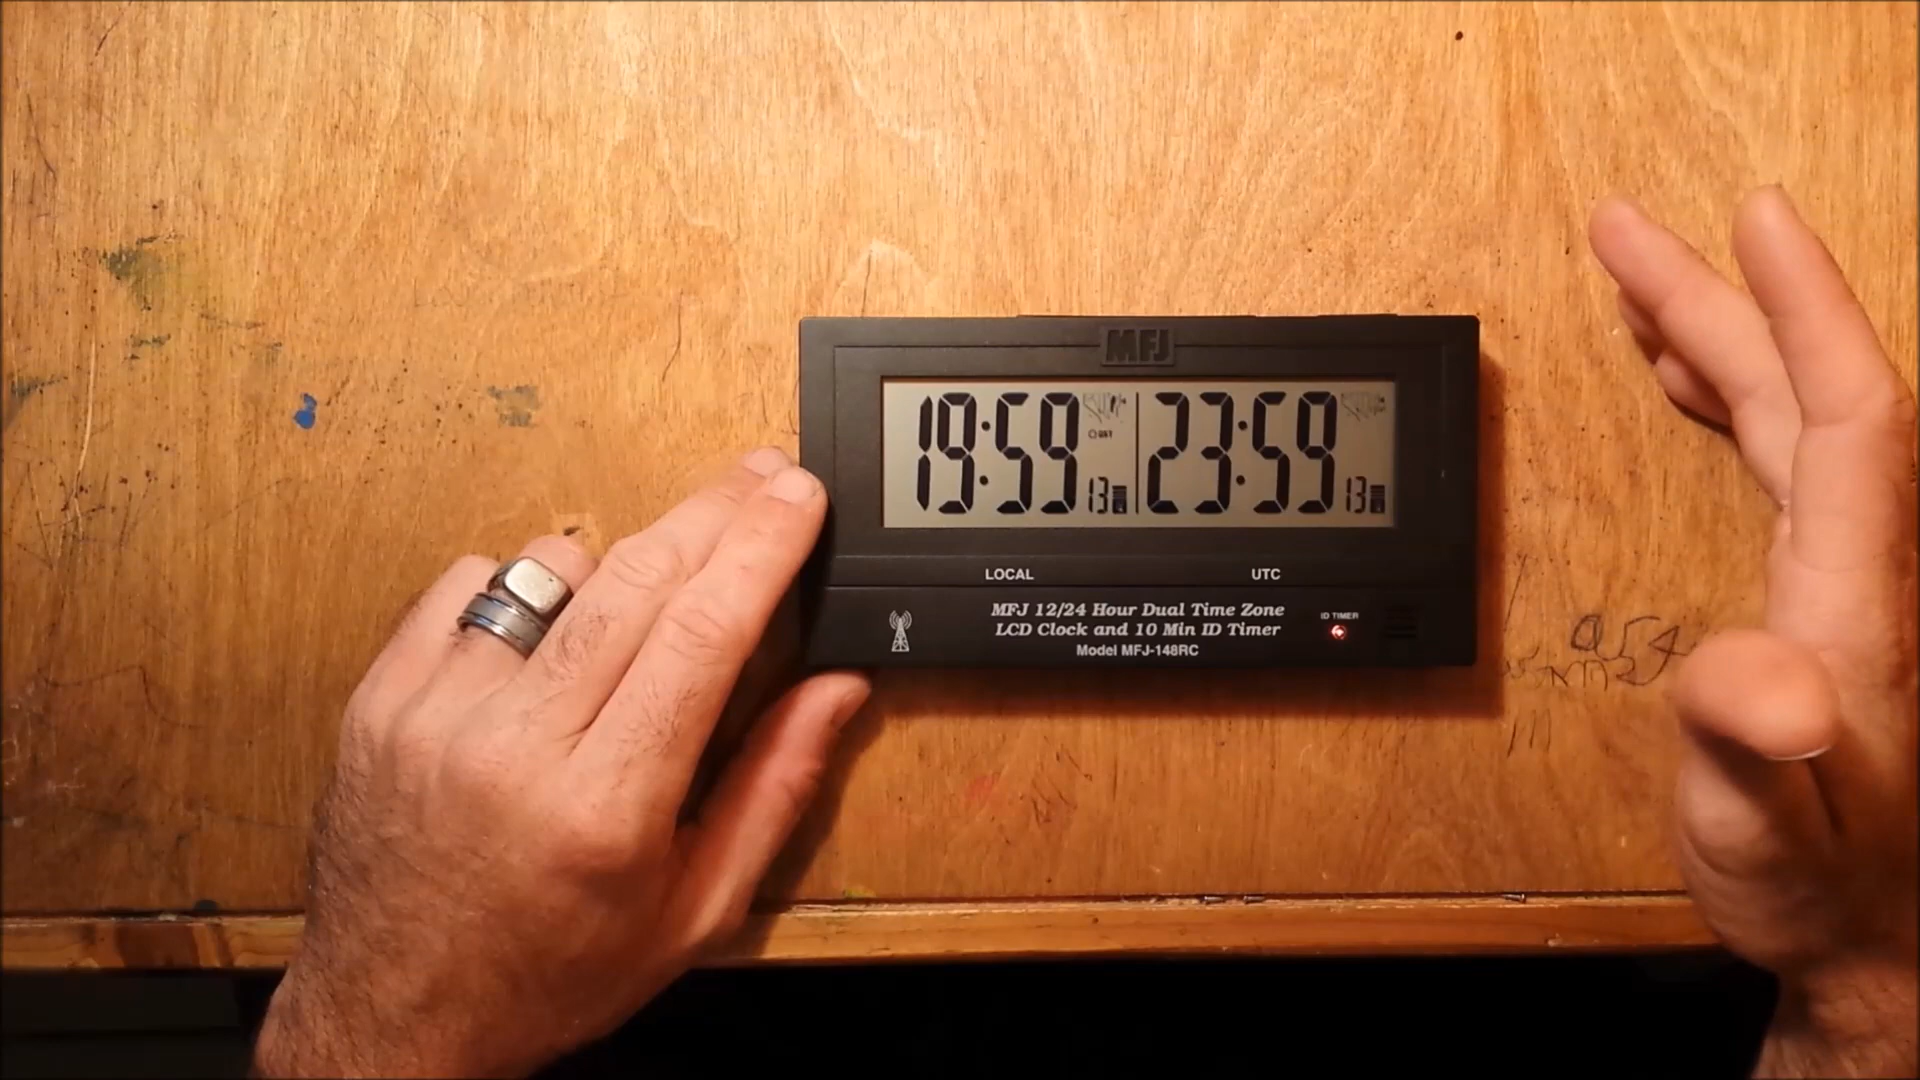 MFJ
19:59 13
DST
23:59 13
LOCAL
UTC
MFJ 12/24 Hour Dual Time Zone
LCD Clock and 10 Min ID Timer
Model MFJ-148RC
ID TIMER